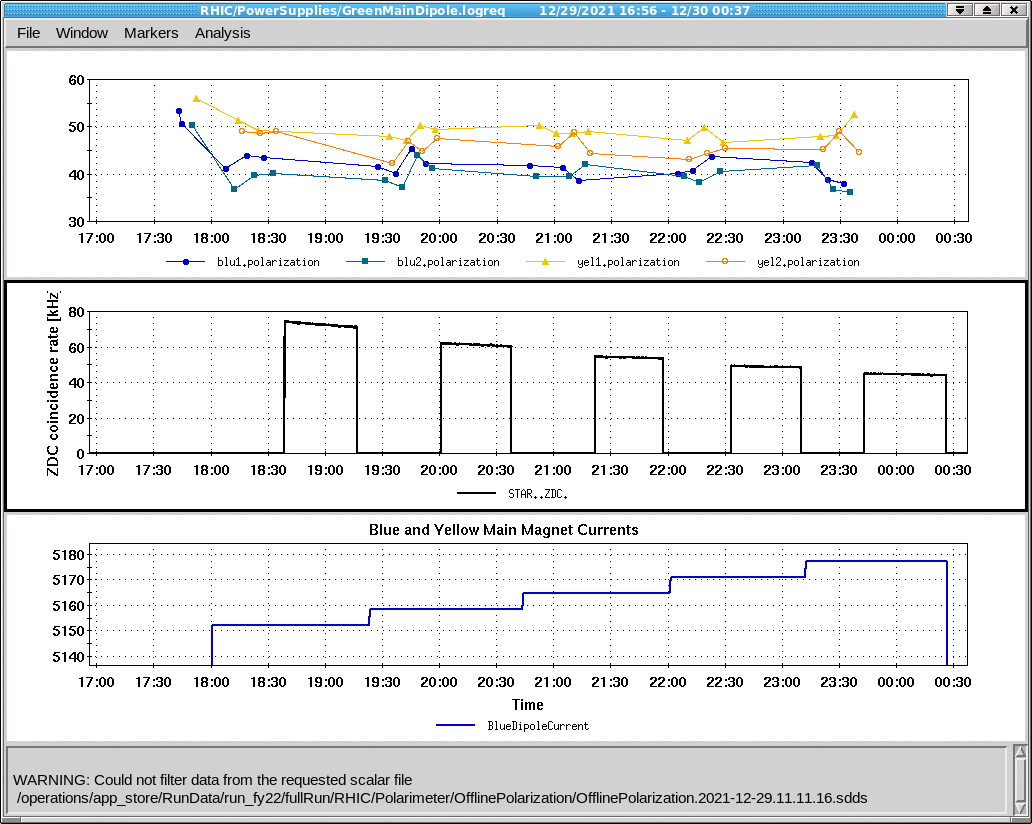 RHIC/PowerSupplies/GreenMainDipole.logreq 12/29/2021 16:56 - 12/30 00:37
File Window Markers Analysis
60
50
40
30
17:00 17:30 18:00 18:30 19:00 19:30 20:00 20:30 21:00 21:30 22:00 22:30 23:00 23:30 00:00 00:30
blu1.polarization blu2.polarization yel1.polarization yel2.polarization
ZDC coincidence rate [kHz]
80
60
40
20
0
17:00 17:30 18:00 18:30 19:00 19:30 20:00 20:30 21:00 21:30 22:00 22:30 23:00 23:30 00:00 00:30
STAR..ZDC.
Blue and Yellow Main Magnet Currents
5180
5170
5160
5150
5140
17:00 17:30 18:00 18:30 19:00 19:30 20:00 20:30 21:00 21:30 22:00 22:30 23:00 23:30 00:00 00:30
Time
BlueDipoleCurrent
WARNING: Could not filter data from the requested scalar file
/operations/app_store/RunData/run_fy22/fullRun/RHIC/Polarimeter/OfflinePolarization/OfflinePolarization.2021-12-29.11.11.16.sdds